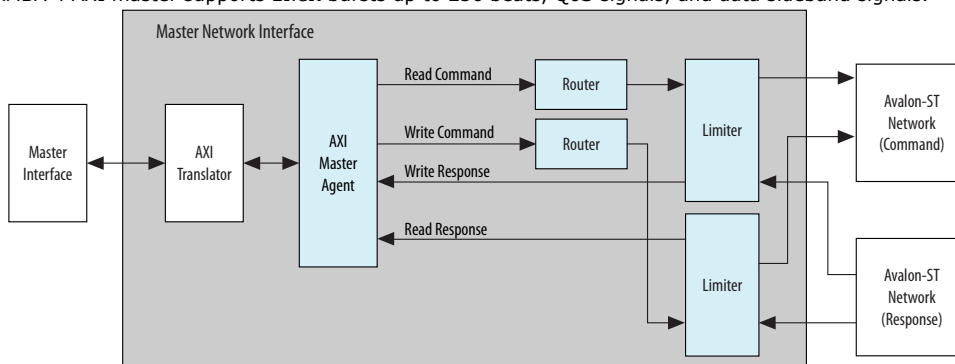 AMBA 4 AXI master supports INCR bursts up to 256 beats, QoS signals, and data sideband signals.
Master Network Interface
Master
Interface
AXI
Translator
AXI
Master
Agent
Read Command
Write Command
Write Response
Read Response
Router
Router
Limiter
Limiter
Avalon-ST
Network
(Command)
Avalon-ST
Network
(Response)